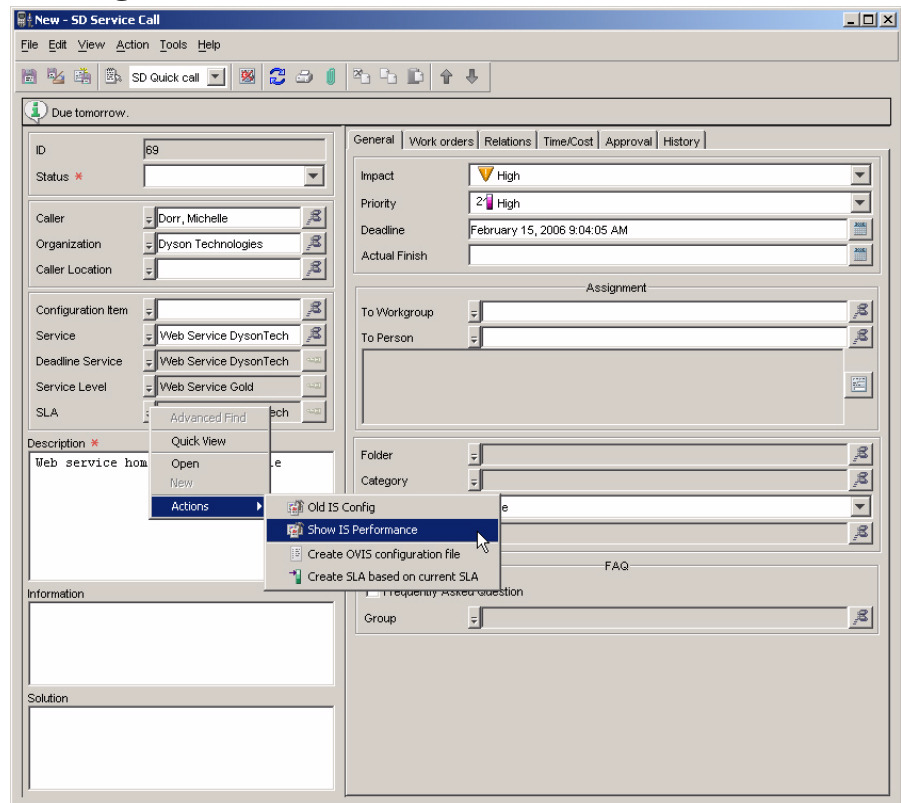 New - SD Service Call
File Edit View Action Tools Help
SD Quick call
Due tomorrow.
ID 69
Status *
Caller Dorr, Michelle
Organization Dyson Technologies
Caller Location
Configuration Item
Service Web Service DysonTech
Deadline Service Web Service DysonTech
Service Level Web Service Gold
SLA ech
Advanced Find
Quick View
Open
New
Actions
Old IS Config
Show IS Performance
Create OVIS configuration file
Create SLA based on current SLA
Description *
Web service hom e
Information
Solution
General Work orders Relations Time/Cost Approval History
Impact High
Priority High
Deadline February 15, 2006 9:04:05 AM
Actual Finish
Assignment
To Workgroup
To Person
Folder
Category
e
FAQ
Frequently Asked Question
Group